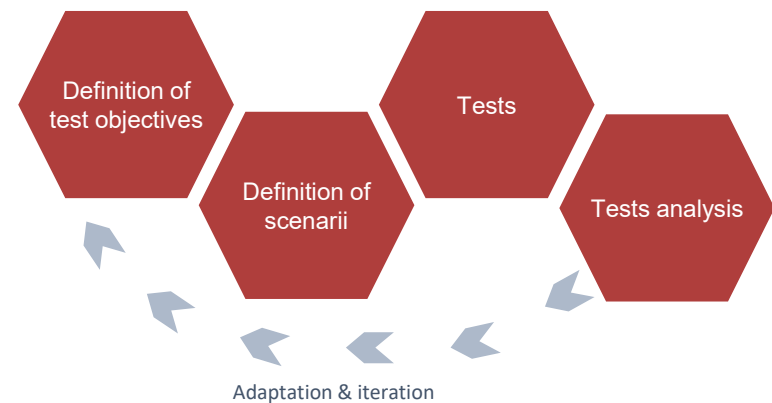 Definition of
test objectives
Definition of
scenarii
Tests
Tests analysis
Adaptation & iteration